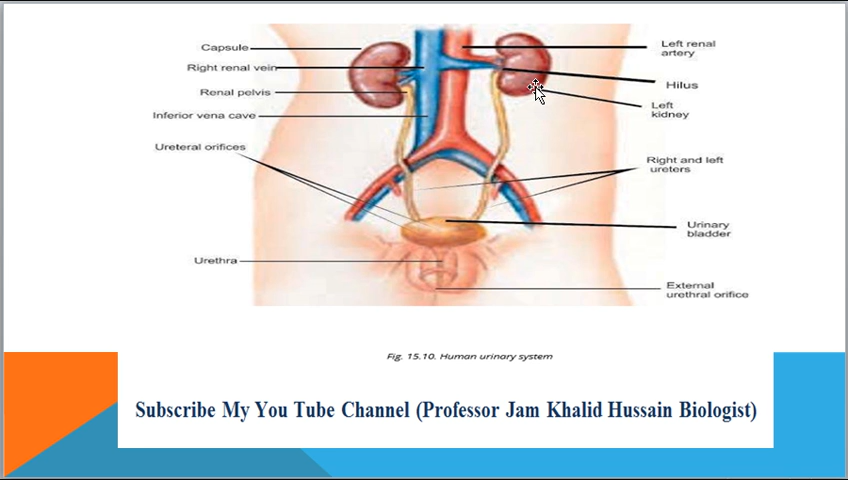 Capsule
Right renal vein
Renal pelvis
Inferior vena cave
Ureteral orifices
Urethra
Left renal
artery
Hilus
Left
kidney
Right and left
ureters
Urinary
bladder
External
urethral orifice
Fig. 15.10. Human urinary system
Subscribe My You Tube Channel (Professor Jam Khalid Hussain Biologist)